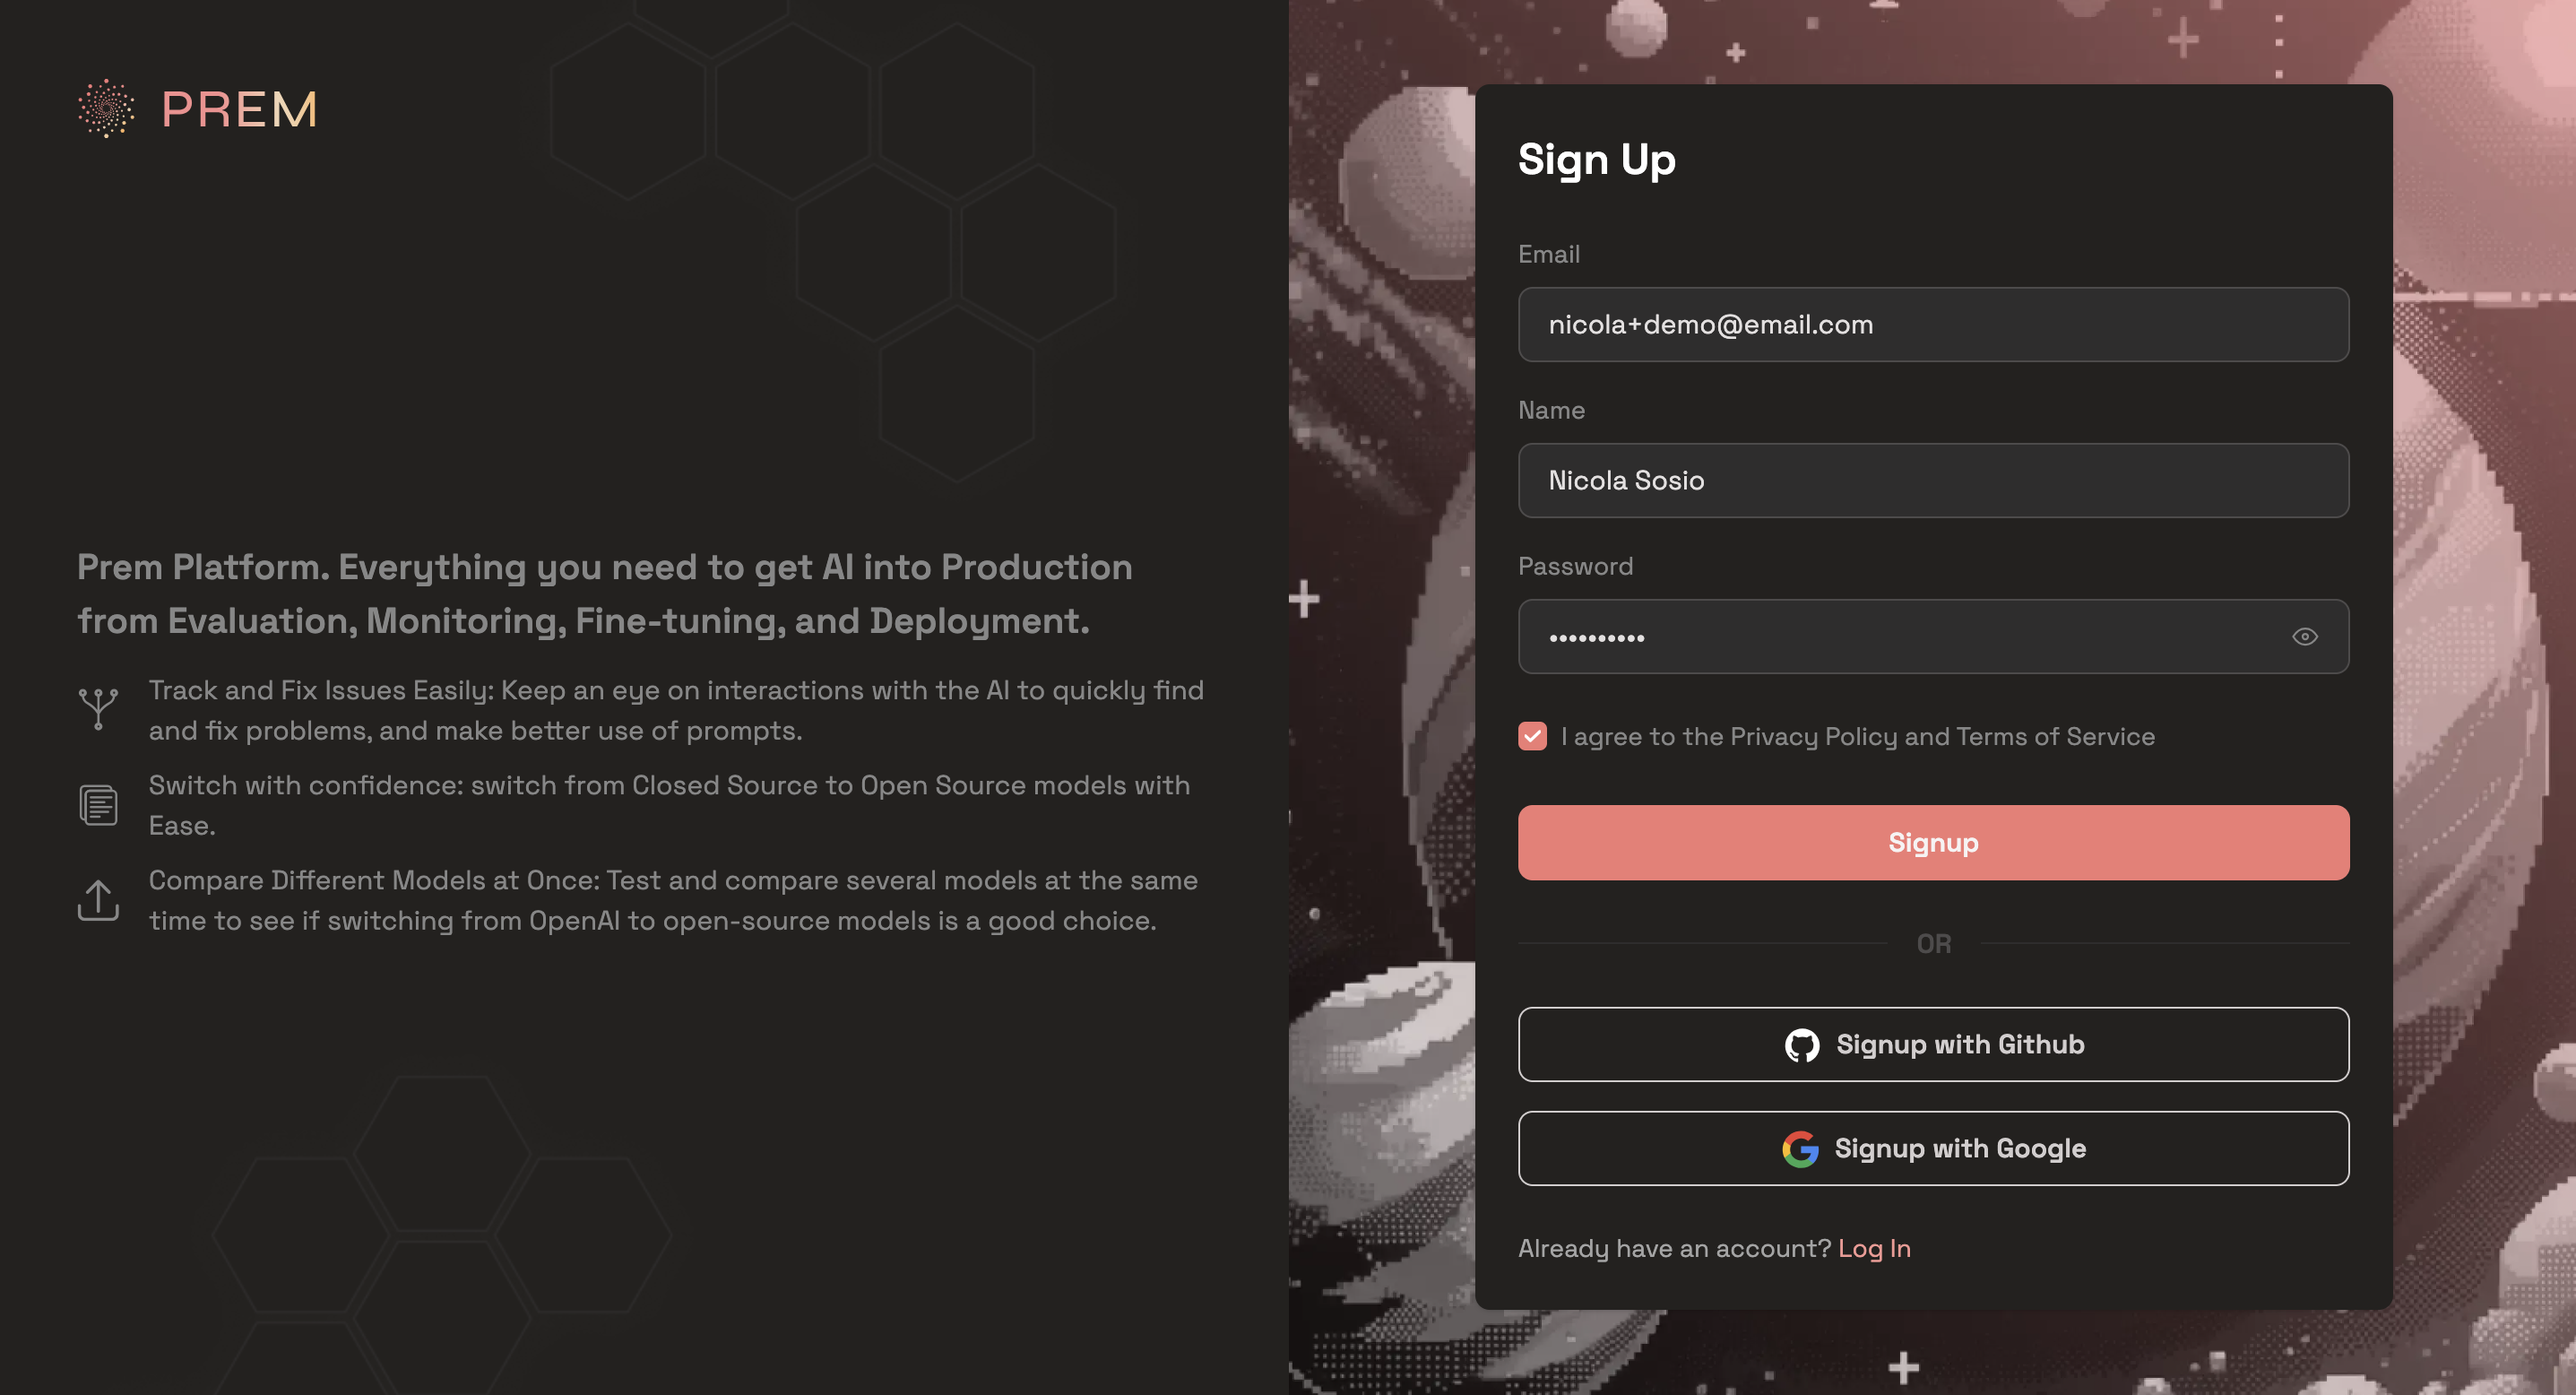 PREM
Prem Platform. Everything you need to get AI into Production
from Evaluation, Monitoring, Fine-tuning, and Deployment.
Track and Fix Issues Easily: Keep an eye on interactions with the AI to quickly find
and fix problems, and make better use of prompts.
Switch with confidence: switch from Closed Source to Open Source models with
Ease.
Compare Different Models at Once: Test and compare several models at the same
time to see if switching from OpenAI to open-source models is a good choice.
Sign Up
Email
nicola+demo@email.com
Name
Nicola Sosio
Password
••••••••••
I agree to the Privacy Policy and Terms of Service
Signup
OR
Signup with Github
Signup with Google
Already have an account? Log In